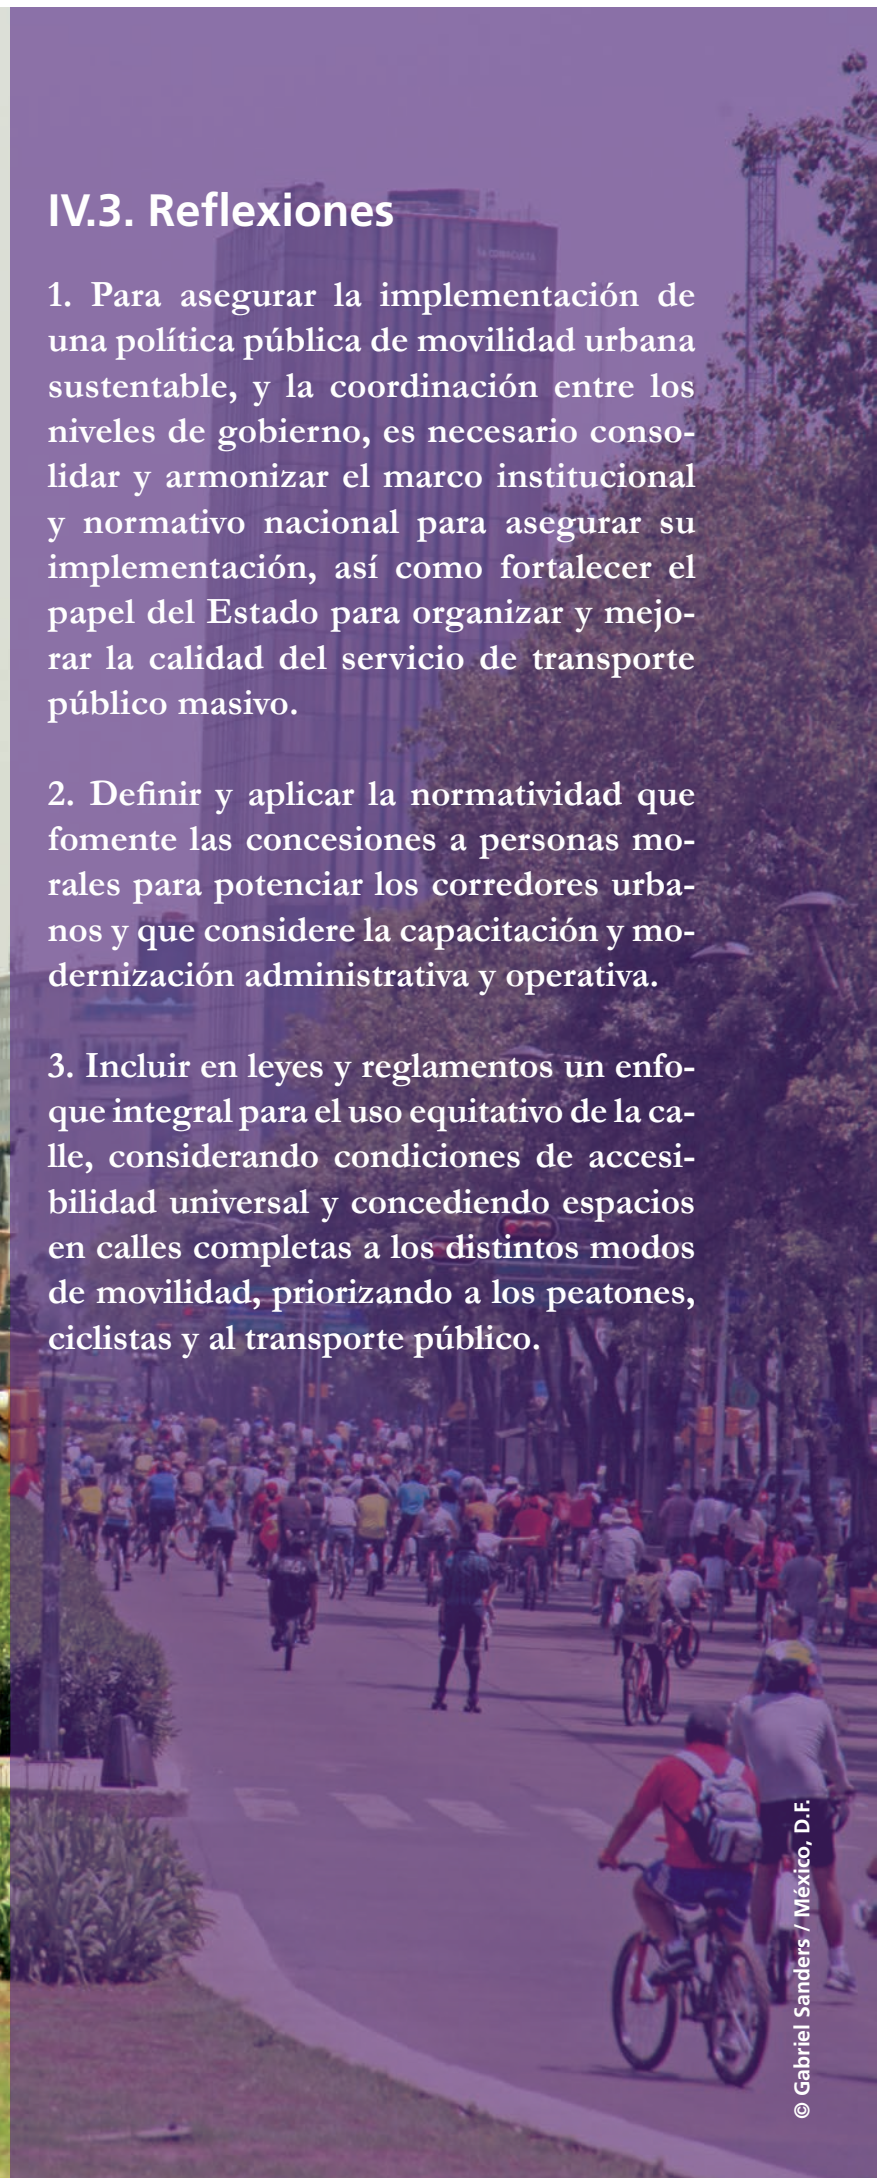 IV.3. Reflexiones
1. Para asegurar la implementación de
una política pública de movilidad urbana
sustentable, y la coordinación entre los
niveles de gobierno, es necesario conso-
lidar y armonizar el marco institucional
y normativo nacional para asegurar su
implementación, así como fortalecer el
papel del Estado para organizar y mejo-
rar la calidad del servicio de transporte
público masivo.
2. Definir y aplicar la normatividad que
fomente las concesiones a personas mo-
rales para potenciar los corredores urba-
nos y que considere la capacitación y mo-
dernización administrativa y operativa.
3. Incluir en leyes y reglamentos un enfo-
que integral para el uso equitativo de la ca-
lle, considerando condiciones de accesi-
bilidad universal y concediendo espacios
en calles completas a los distintos modos
de movilidad, priorizando a los peatones,
ciclistas y al transporte público.
© Gabriel Sanders / México, D.F.